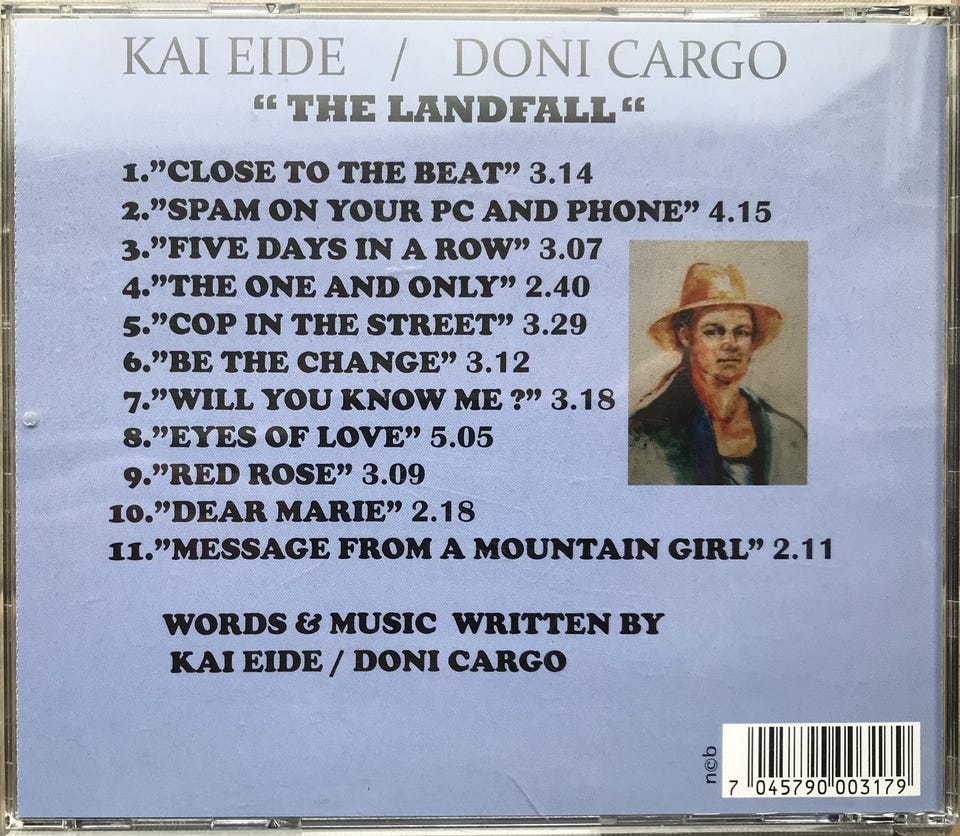 KAI EIDE / DONI CARGO
“ THE LANDFALL “
1.”CLOSE TO THE BEAT” 3.14
2.”SPAM ON YOUR PC AND PHONE” 4.15
3.”FIVE DAYS IN A ROW” 3.07
4.”THE ONE AND ONLY” 2.40
5.”COP IN THE STREET” 3.29
6.”BE THE CHANGE” 3.12
7.”WILL YOU KNOW ME ?” 3.18
8.”EYES OF LOVE” 5.05
9.”RED ROSE” 3.09
10.”DEAR MARIE” 2.18
11.”MESSAGE FROM A MOUNTAIN GIRL” 2.11
WORDS & MUSIC WRITTEN BY
KAI EIDE / DONI CARGO
n©b
7 045790 003179